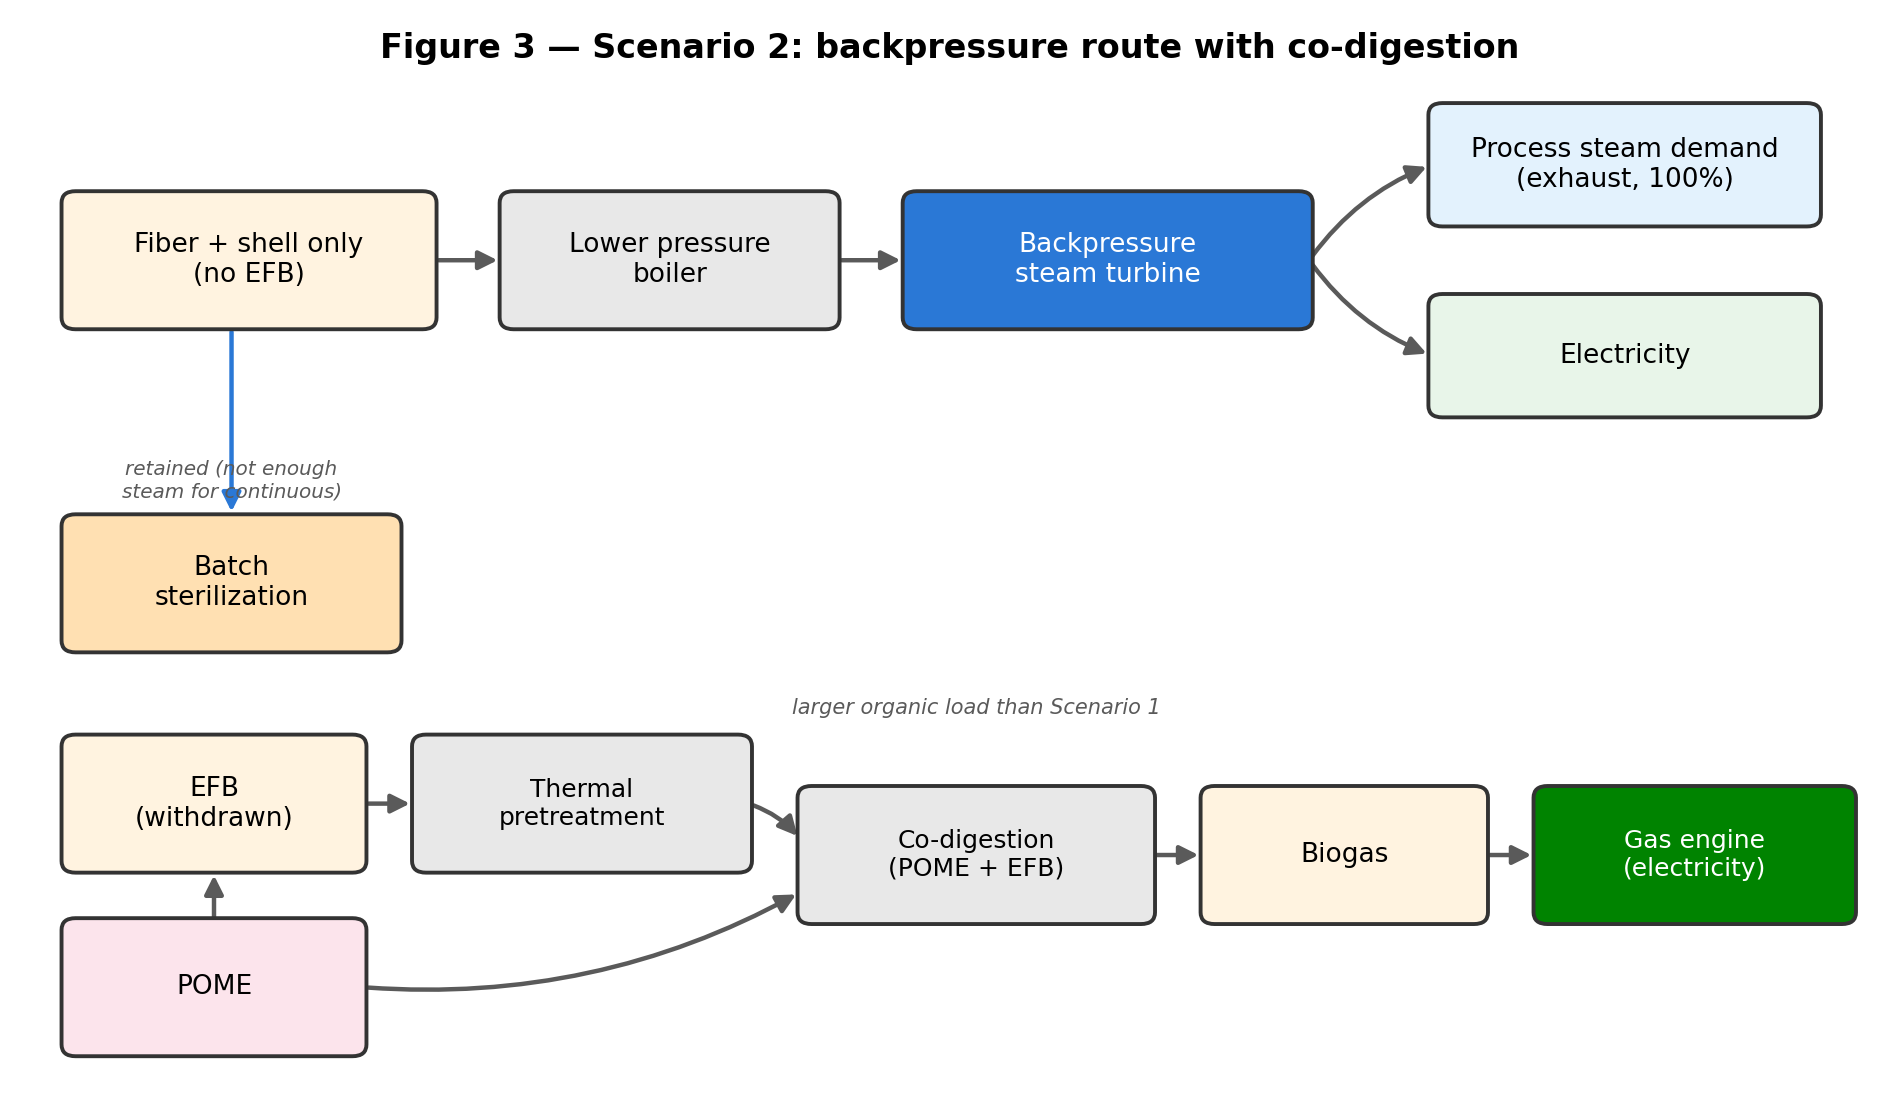 Figure 3 — Scenario 2: backpressure route with co-digestion
Fiber + shell only
(no EFB)
Lower pressure
boiler
Backpressure
steam turbine
Process steam demand
(exhaust, 100%)
Electricity
retained (not enough
steam for continuous)
Batch
sterilization
larger organic load than Scenario 1
EFB
(withdrawn)
Thermal
pretreatment
Co-digestion
(POME + EFB)
Biogas
Gas engine
(electricity)
POME